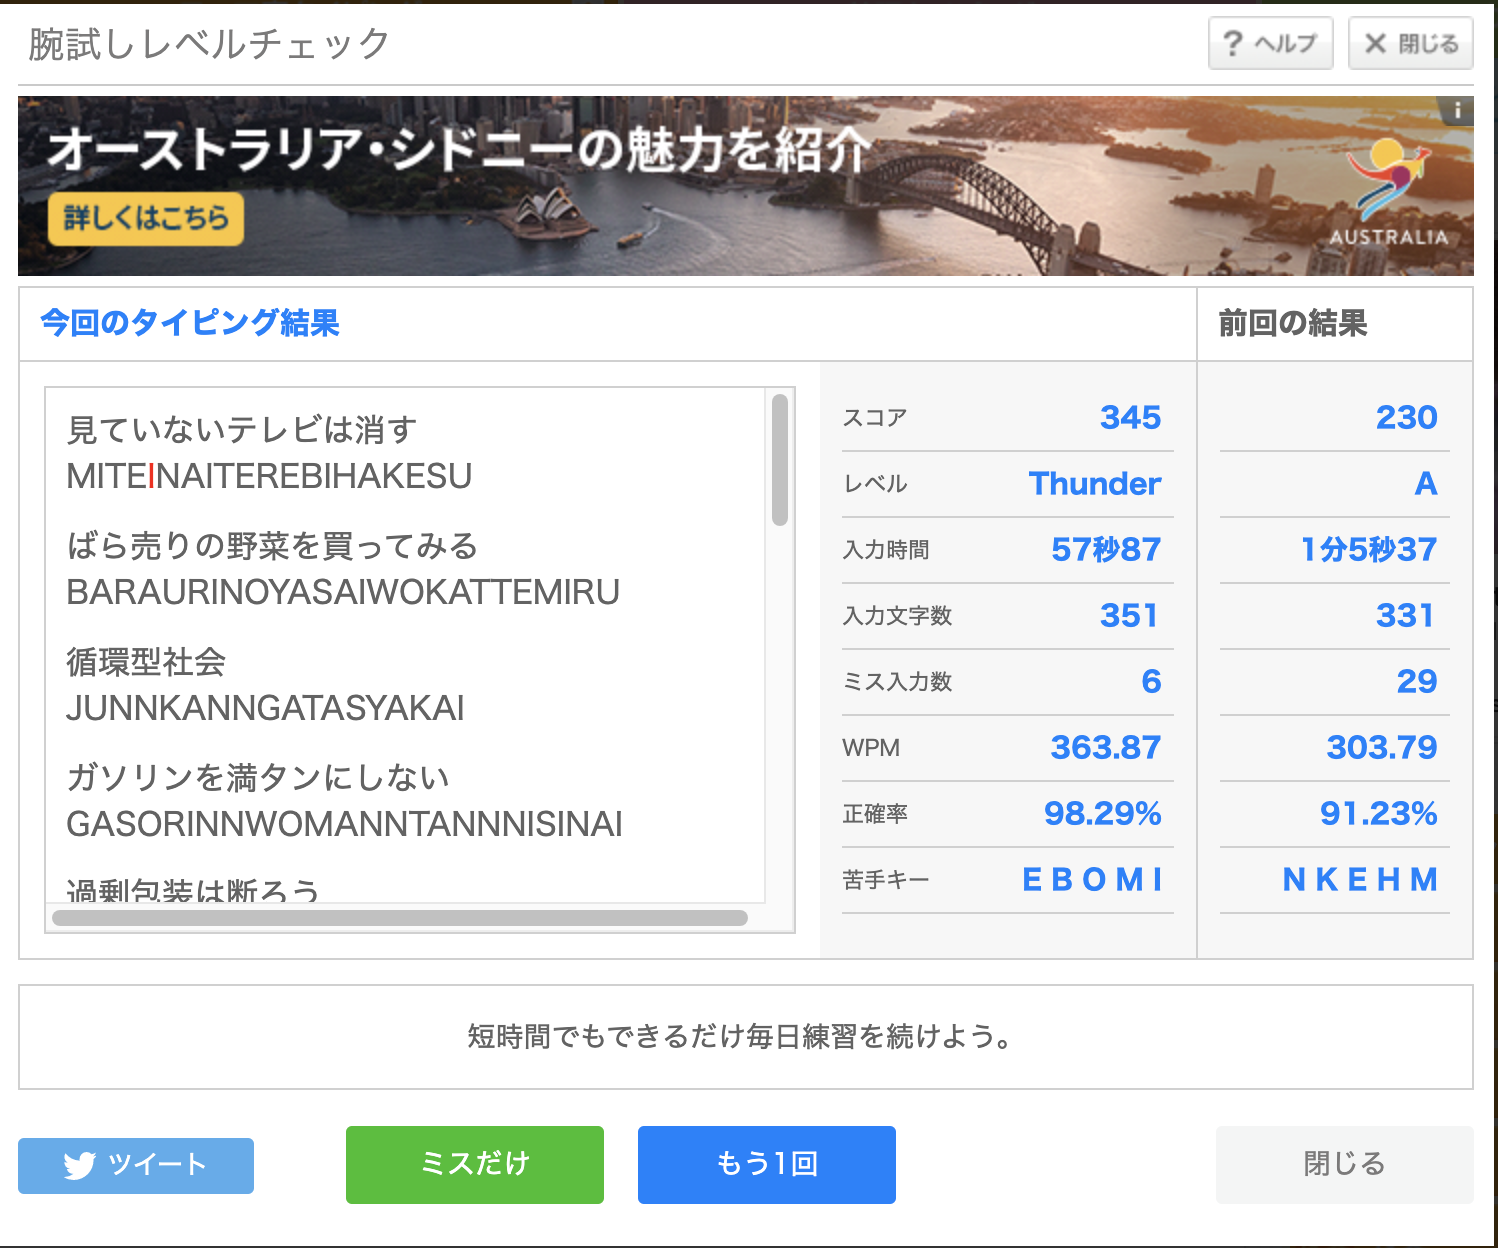 腕試しレベルチェック
? ヘルプ
× 閉じる
オーストラリア・シドニーの魅力を紹介
詳しくはこちら
i
AUSTRALIA
今回のタイピング結果
前回の結果
見ていないテレビは消す
MITEINAITEREBIHAKESU
ばら売りの野菜を買ってみる
BARAURINOYASAIWOKATTEMIRU
循環型社会
JUNNKANNGATASYAKAI
ガソリンを満タンにしない
GASORINNWOMANNTANNNISINAI
過剰包装は断ろう
スコア 345 230
レベル Thunder A
入力時間 57秒87 1分5秒37
入力文字数 351 331
ミス入力数 6 29
WPM 363.87 303.79
正確率 98.29% 91.23%
苦手キー E B O M I N K E H M
短時間でもできるだけ毎日練習を続けよう。
ツイート
ミスだけ
もう1回
閉じる